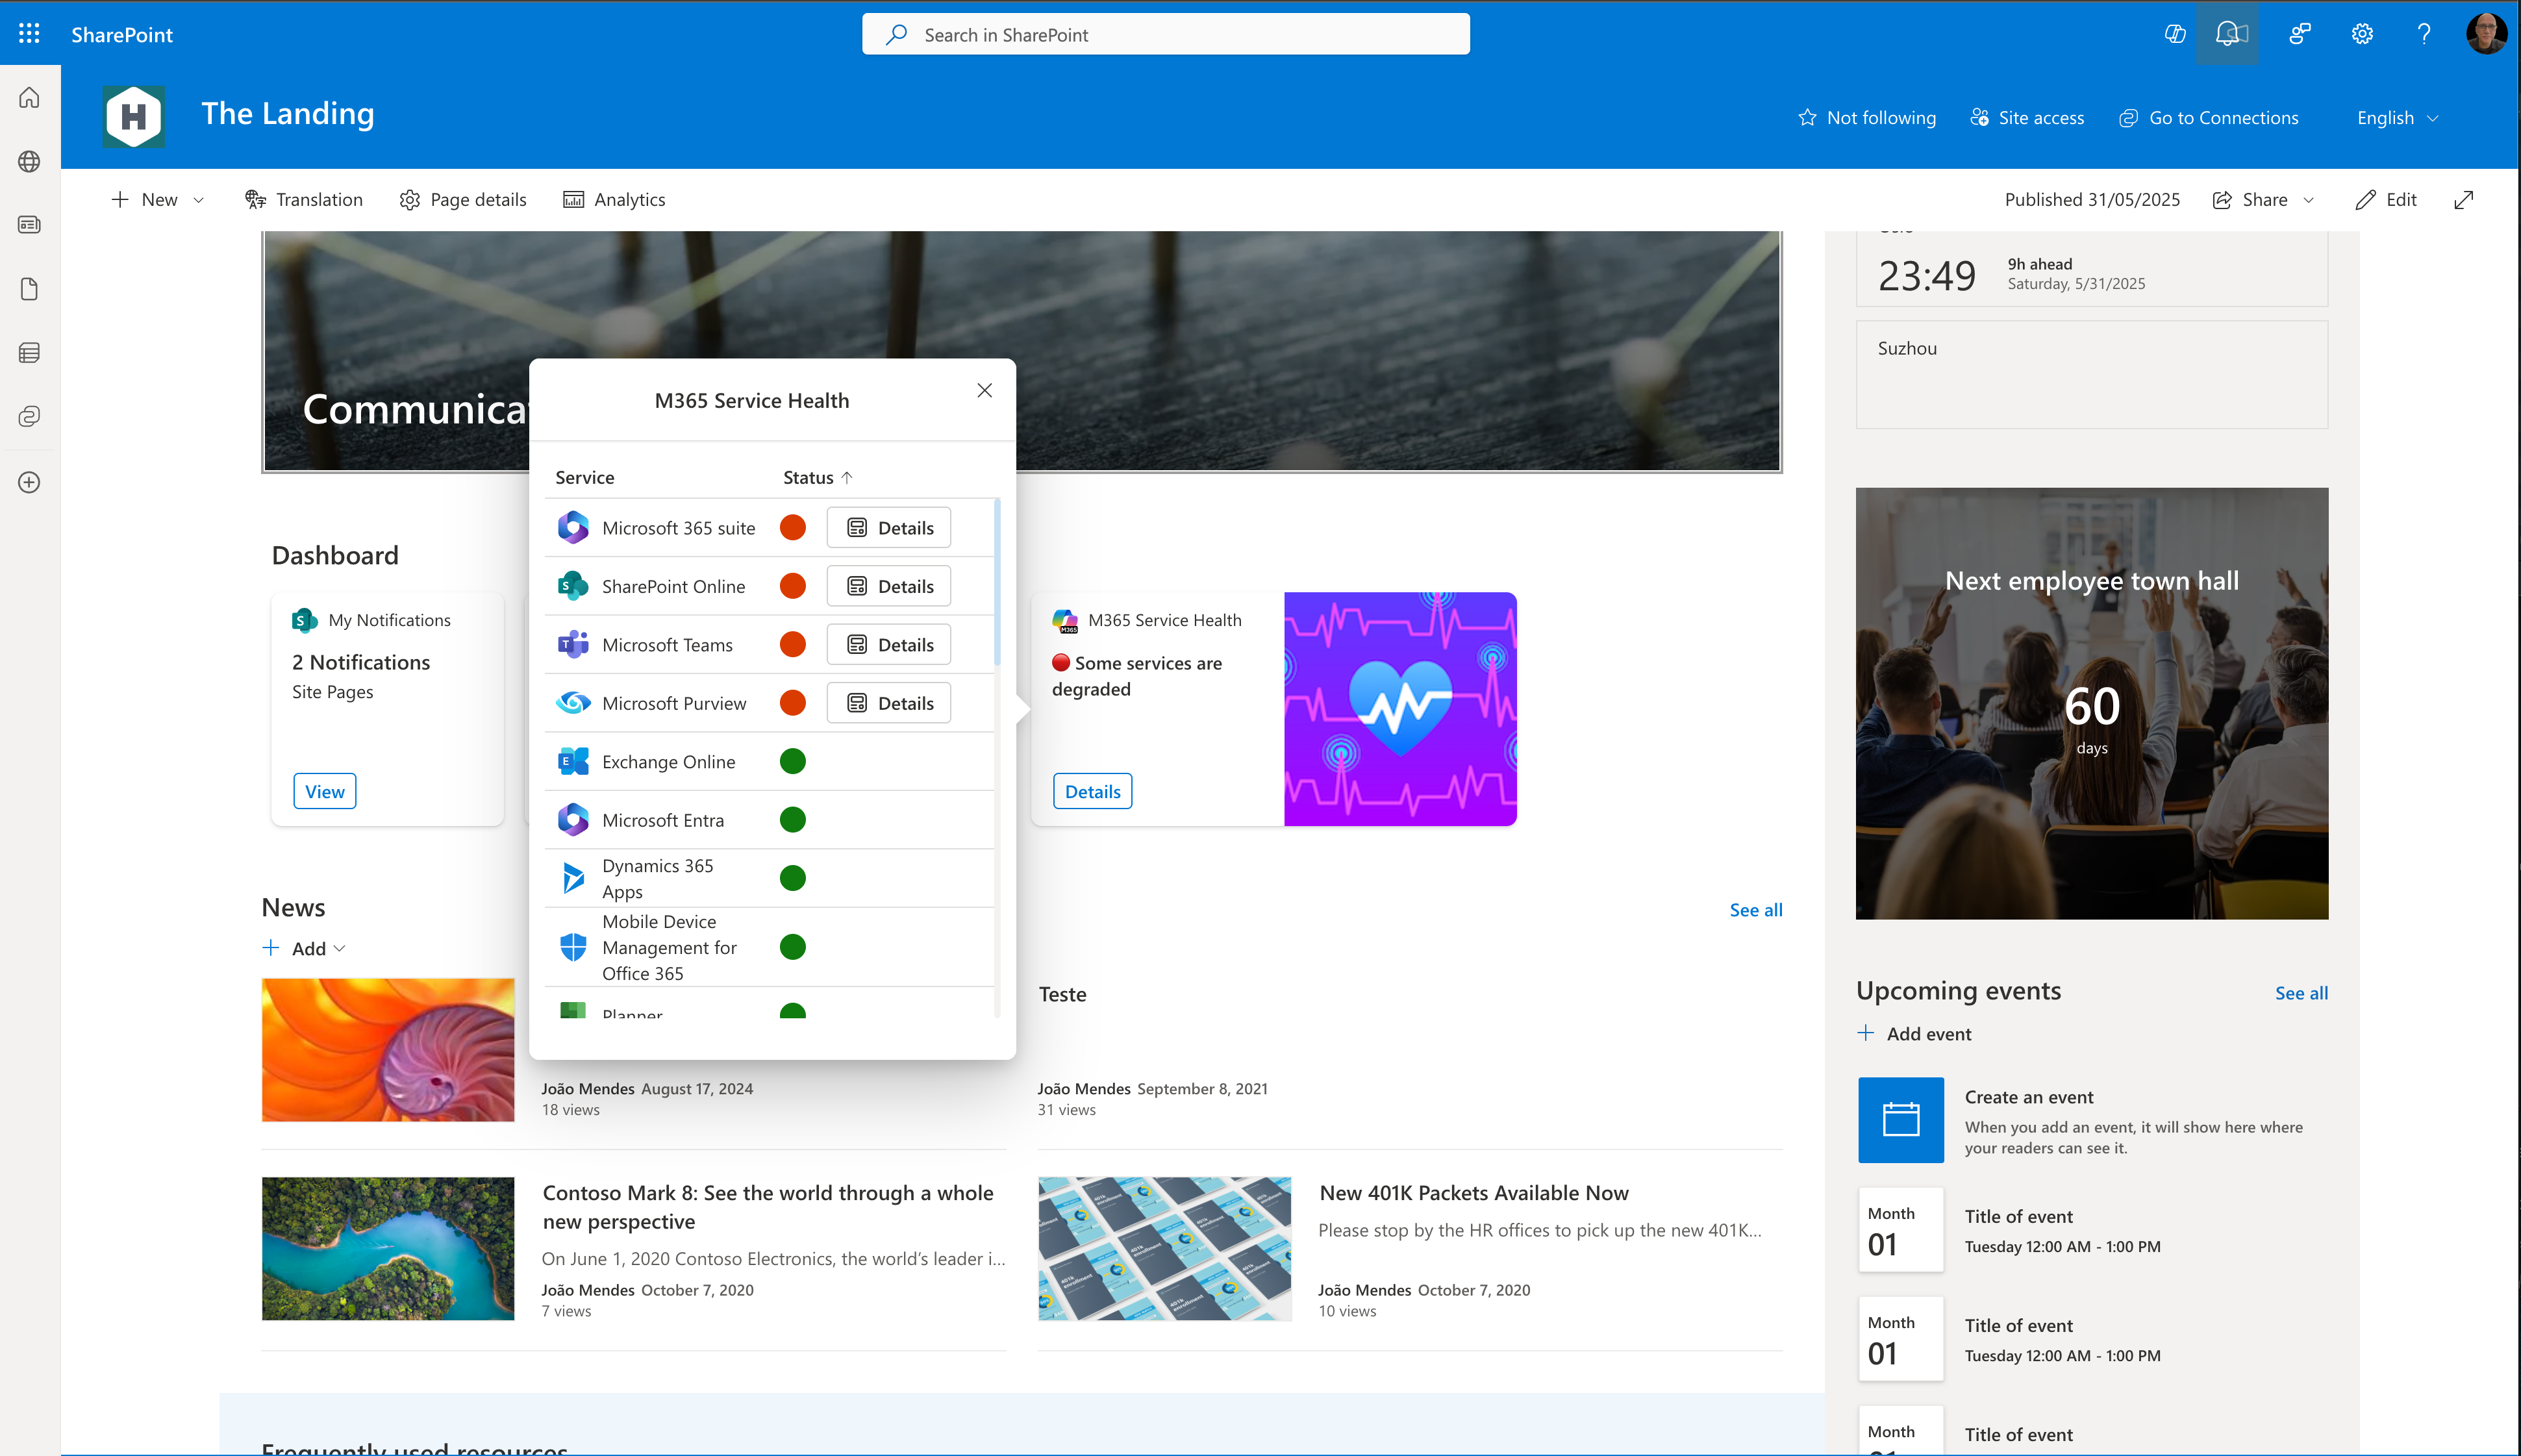 SharePoint
Search in SharePoint
H
The Landing
Not following
Site access
Go to Connections
English
New
Translation
Page details
Analytics
Published 31/05/2025
Share
Edit
23:49
9h ahead
Saturday, 5/31/2025
Suzhou
M365 Service Health
Service
Status
Microsoft 365 suite
Details
SharePoint Online
Details
Microsoft Teams
Details
Microsoft Purview
Details
Exchange Online
Microsoft Entra
Dynamics 365
Apps
Mobile Device
Management for
Office 365
Planner
Dashboard
My Notifications
2 Notifications
Site Pages
View
M365 Service Health
Some services are
degraded
Details
Next employee town hall
60
days
News
See all
Add
João Mendes August 17, 2024
18 views
Teste
João Mendes September 8, 2021
31 views
Contoso Mark 8: See the world through a whole
new perspective
On June 1, 2020 Contoso Electronics, the world's leader i...
João Mendes October 7, 2020
7 views
New 401K Packets Available Now
Please stop by the HR offices to pick up the new 401K...
João Mendes October 7, 2020
10 views
Upcoming events
See all
Add event
Create an event
When you add an event, it will show here where
your readers can see it.
Month
01
Title of event
Tuesday 12:00 AM - 1:00 PM
Month
01
Title of event
Tuesday 12:00 AM - 1:00 PM
Month
Title of event
Frequently used resources